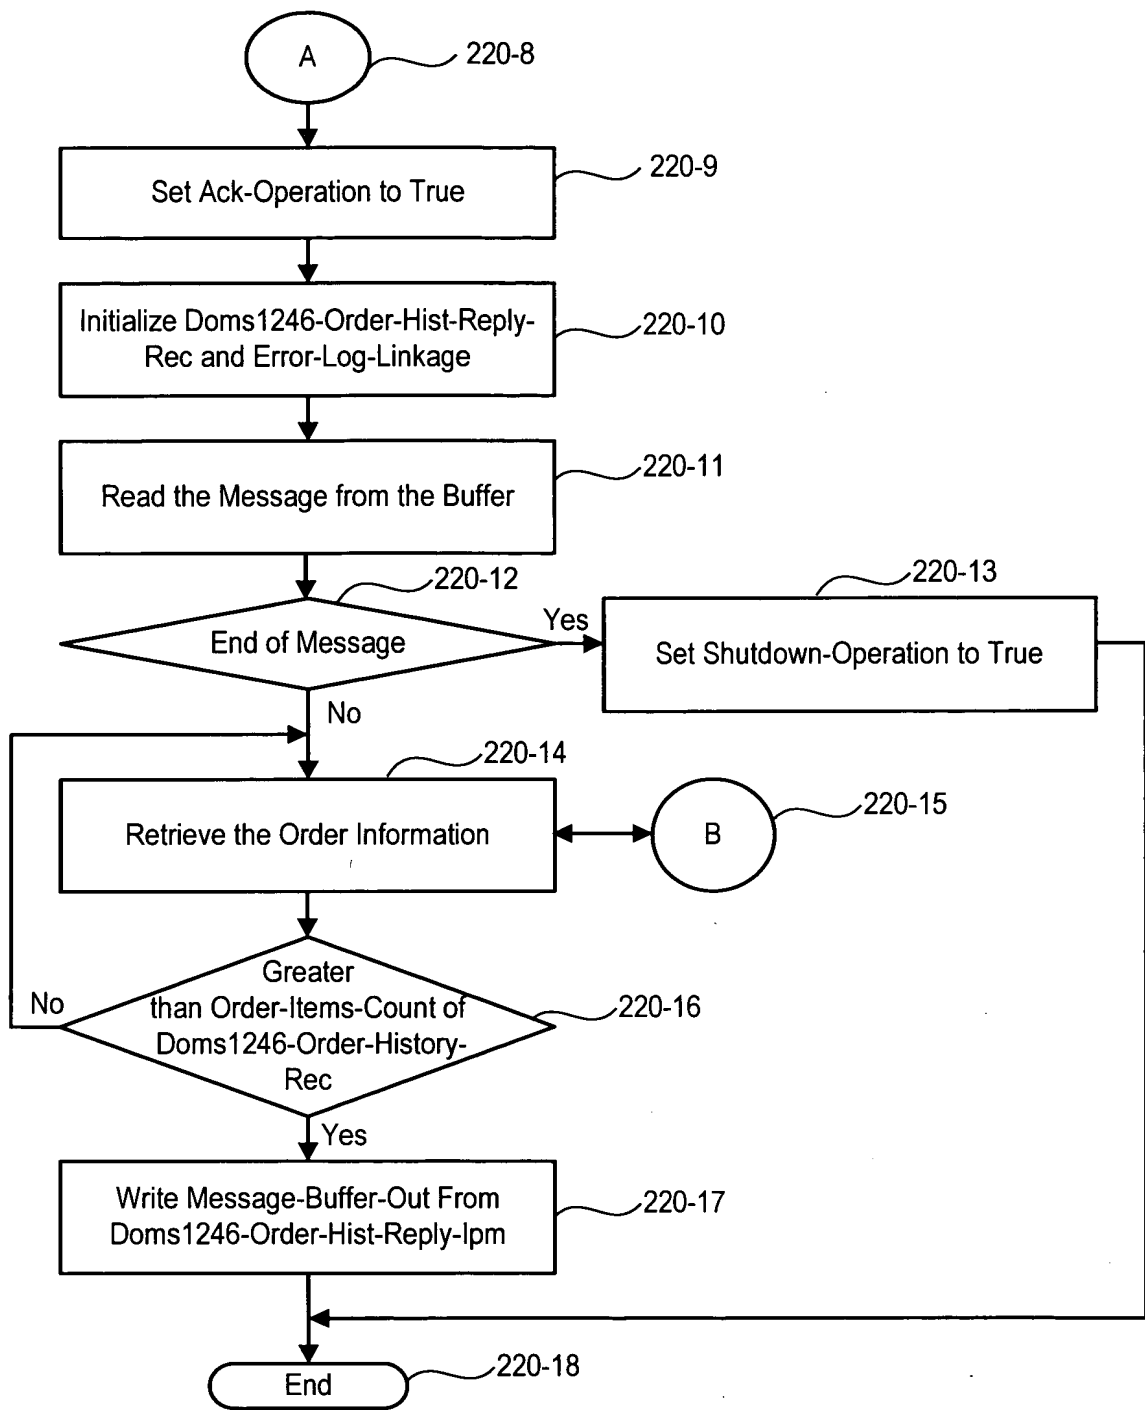 A
220-8
220-9
Set Ack-Operation to True
Initialize Doms1246-Order-Hist-Reply-
Rec and Error-Log-Linkage
220-10
220-11
Read the Message from the Buffer
220-12
220-13
End of Message
Yes
Set Shutdown-Operation to True
No
220-14
Retrieve the Order Information
B
220-15
Greater
than Order-Items-Count of
Doms1246-Order-History-
Rec
No
220-16
Yes
Write Message-Buffer-Out From
Doms1246-Order-Hist-Reply-Ipm
220-17
End
220-18